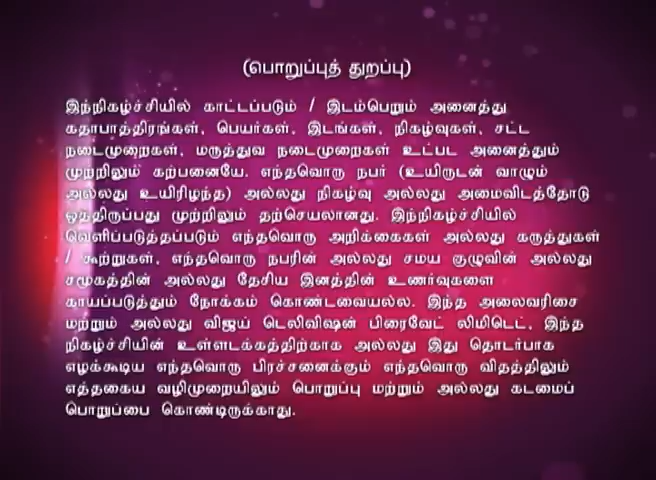 (பொறுப்புத் துறப்பு)
இந்நிகழ்ச்சியில் காட்டப்படும் / இடம்பெறும் அனைத்து
கதாபாத்திரங்கள், பெயர்கள், இடங்கள், நிகழ்வுகள், சட்ட
நடைமுறைகள், மருத்துவ நடைமுறைகள் உட்பட அனைத்தும்
முற்றிலும் கற்பனையே. எந்தவொரு நபர் (உயிருடன் வாழும்
அல்லது உயிரிழந்த) அல்லது நிகழ்வு அல்லது அமைவிடத்தோடு
ஒத்திருப்பது முற்றிலும் தற்செயலானது. இந்நிகழ்ச்சியில்
வெளிப்படுத்தப்படும் எந்தவொரு அறிக்கைகள் அல்லது கருத்துகள்
/ கூற்றுகள், எந்தவொரு நபரின் அல்லது சமய குழுவின் அல்லது
சமூகத்தின் அல்லது தேசிய இனத்தின் உணர்வுகளை
காயப்படுத்தும் நோக்கம் கொண்டவையல்ல. இந்த அலைவரிசை
மற்றும் அல்லது விஜய் டெலிவிஷன் பிரைவேட் லிமிடெட், இந்த
நிகழ்ச்சியின் உள்ளடக்கத்திற்காக அல்லது இது தொடர்பாக
எழக்கூடிய எந்தவொரு பிரச்சனைக்கும் எந்தவொரு விதத்திலும்
எத்தகைய வழிமுறையிலும் பொறுப்பு மற்றும் அல்லது கடமைப்
பொறுப்பை கொண்டிருக்காது.